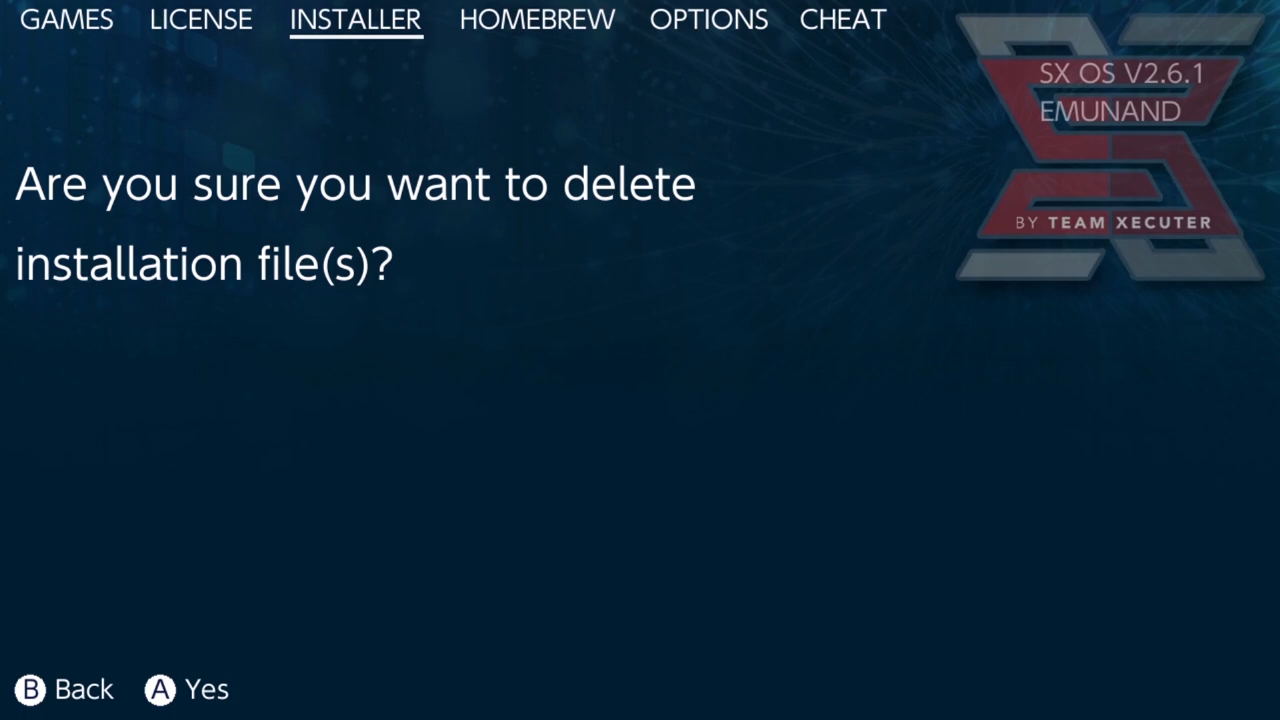 GAMES LICENSE INSTALLER HOMEBREW OPTIONS CHEAT
SX OS V2.6.1
EMUNAND
Are you sure you want to delete
installation file(s)?
BY TEAM XECUTER
B Back A Yes